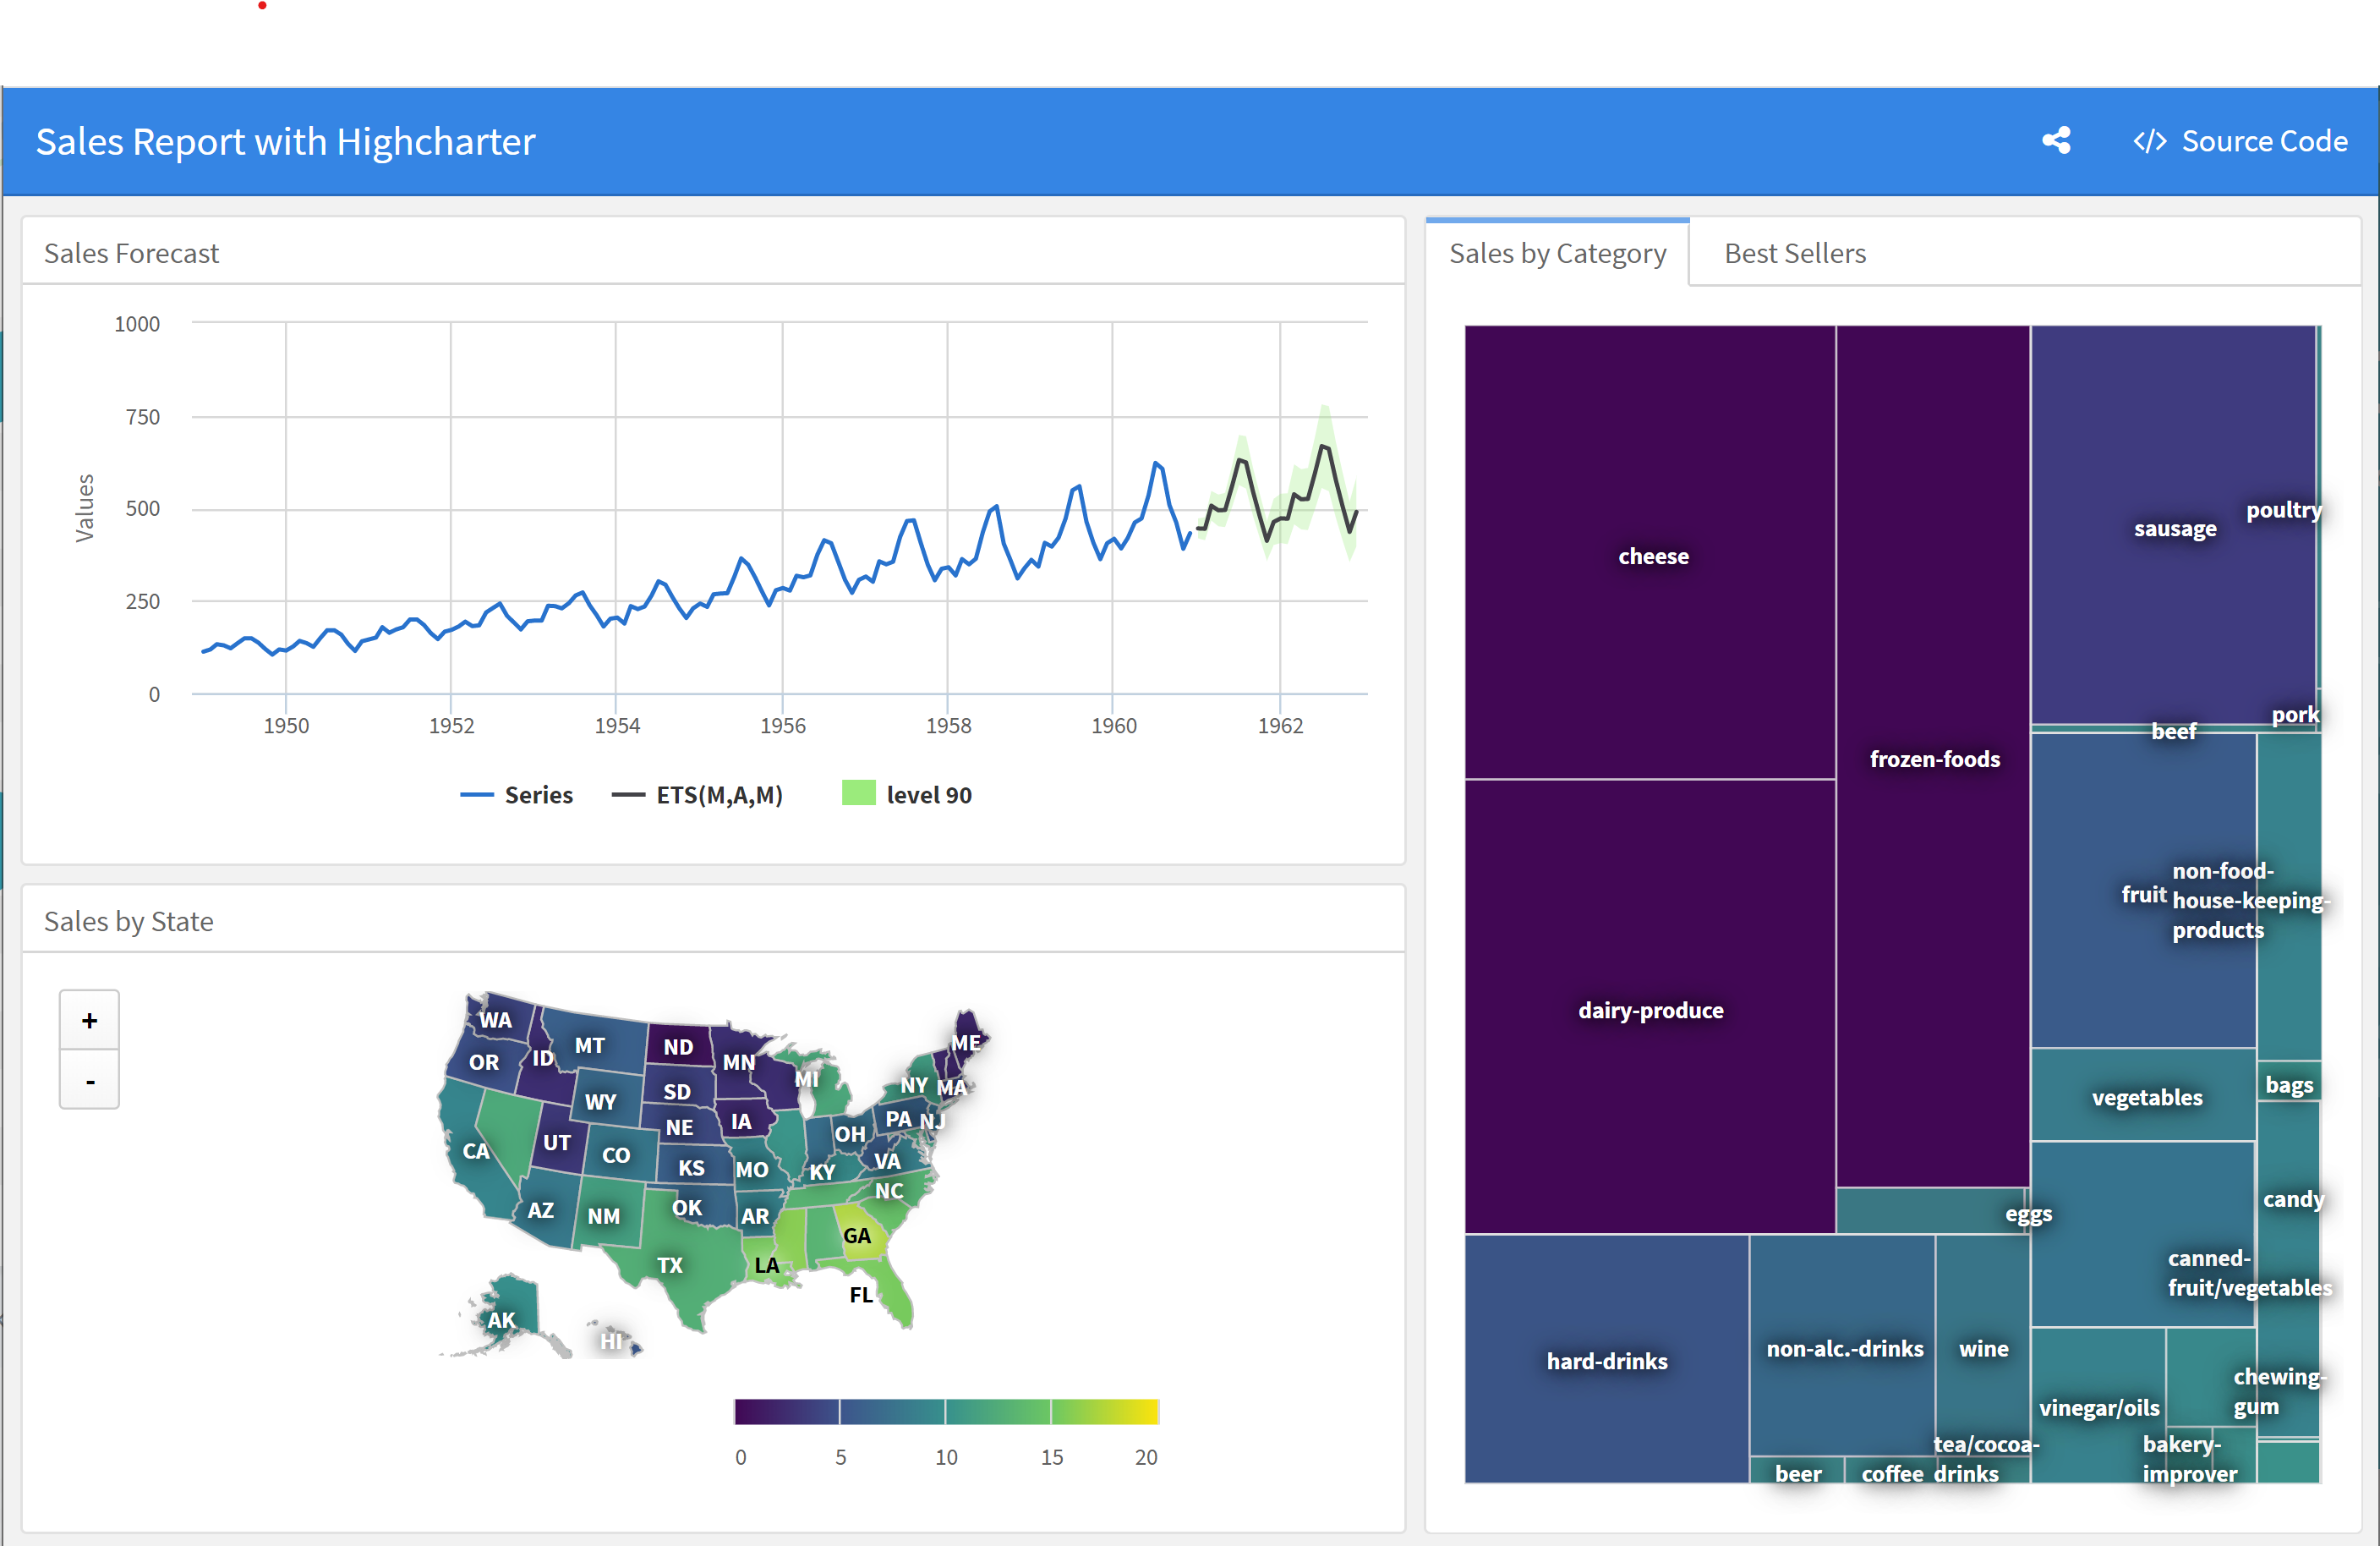 Sales Report with Highcharter
Source Code
Sales Forecast
1000
750
500
250
0
Values
1950 1952 1954 1956 1958 1960 1962
Series ETS(M,A,M) level 90
Sales by State
+
-
WA
OR
ID
MT
ND
MN
SD
WY
NE
IA
MI
NY
MA
ME
PA
NJ
OH
CA
UT
CO
KS
MO
KY
VA
NC
AZ
NM
OK
AR
TX
LA
GA
FL
AK
HI
0 5 10 15 20
Sales by Category
Best Sellers
cheese
frozen-foods
sausage
poultry
pork
beef
dairy-produce
fruit
non-food-
house-keeping-
products
vegetables
bags
candy
eggs
canned-
fruit/vegetables
hard-drinks
non-alc.-drinks
wine
vinegar/oils
chewing-
gum
beer
coffee
tea/cocoa-
drinks
bakery-
improver